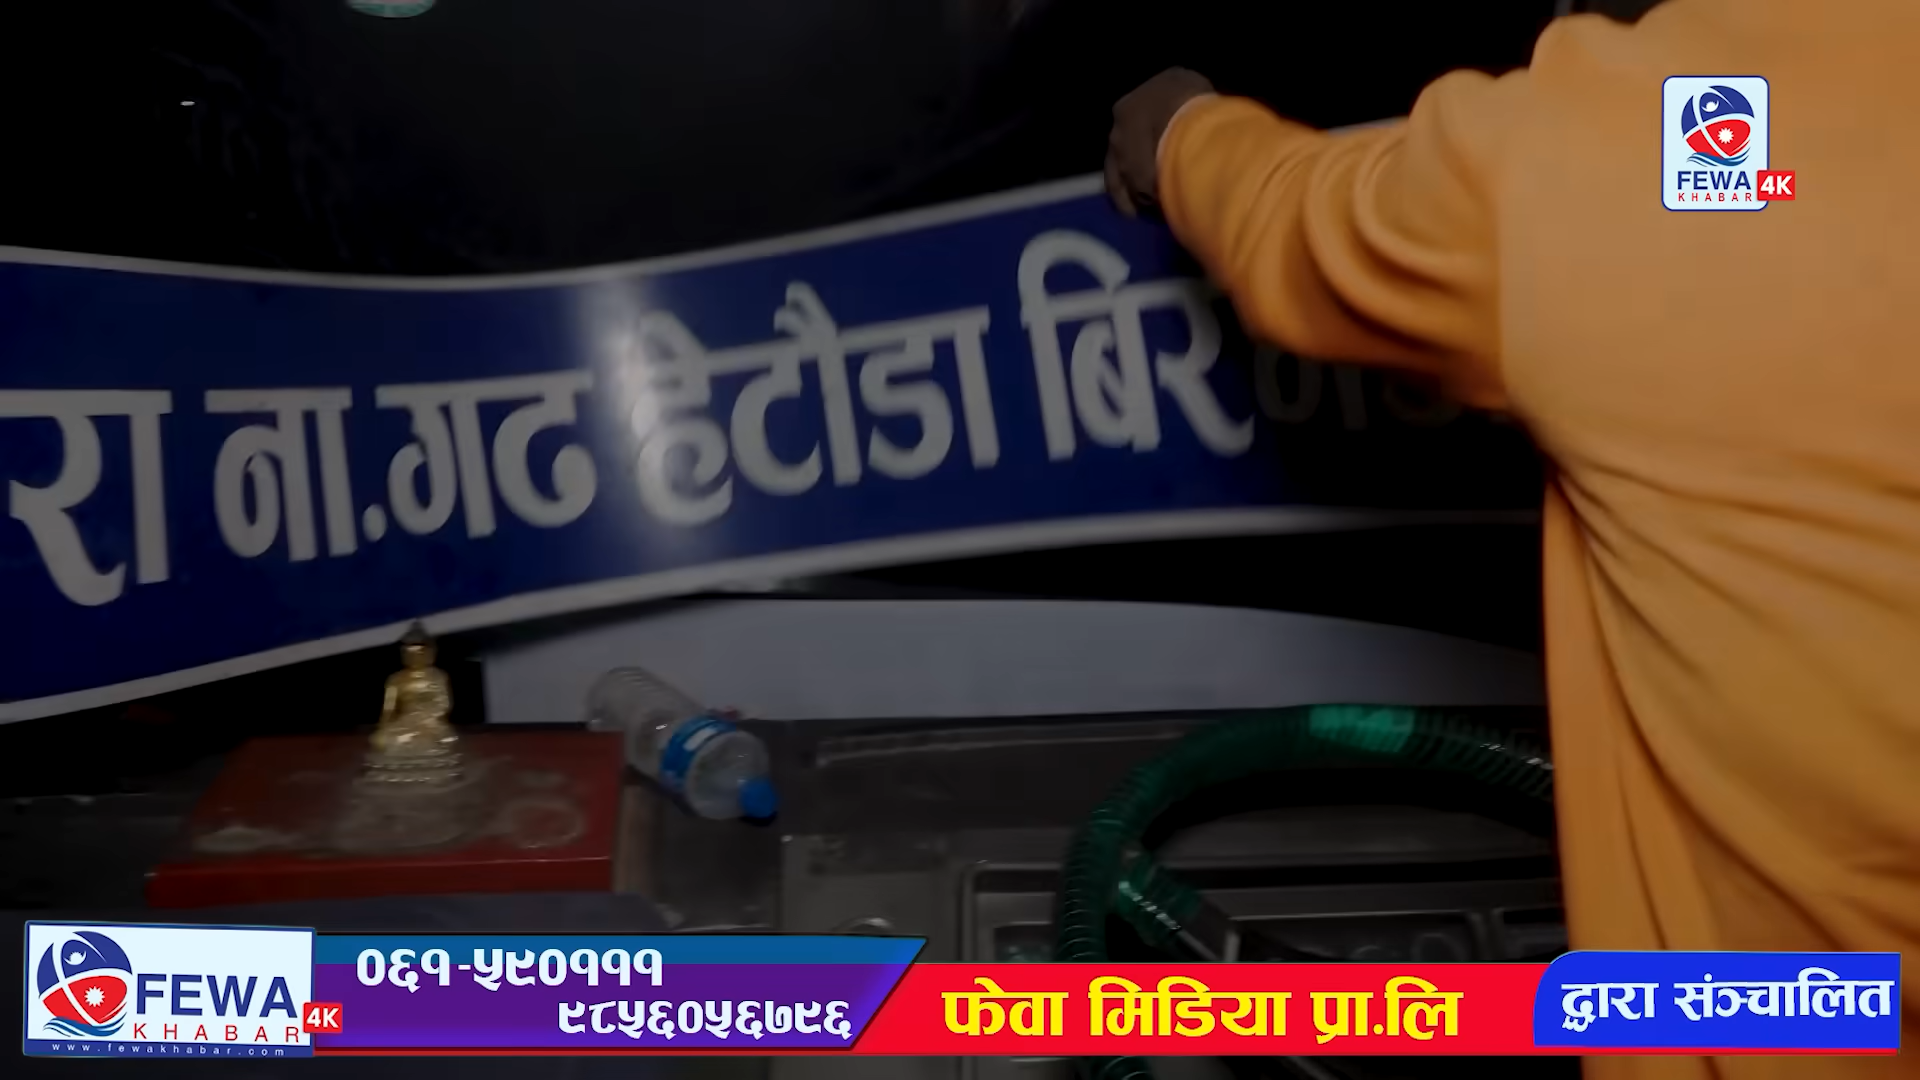 FEWA 4K
KHABAR
रा ना.गढ हेटौडा बिर
FEWA 4K
KHABAR
www.fewakhabar.com
०६१-५९०१११
९८५६०५६७९६
फेवा मिडिया प्रा.लि
द्वारा संञ्चालित